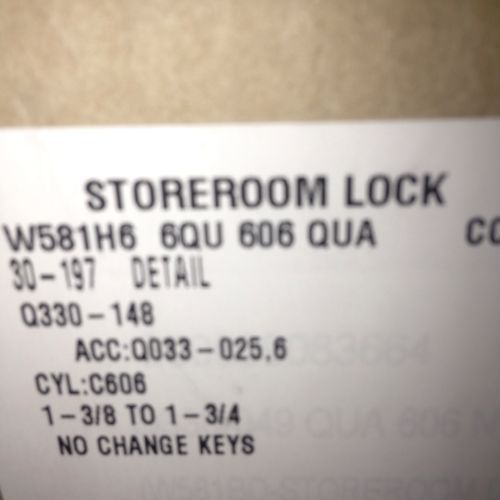 STOREROOM LOCK
W581H6 6QU 606 QUA
30-197 DETAIL
Q330-148
ACC:Q033-025,6
CYL:C606
1-3/8 TO 1-3/4
NO CHANGE KEYS